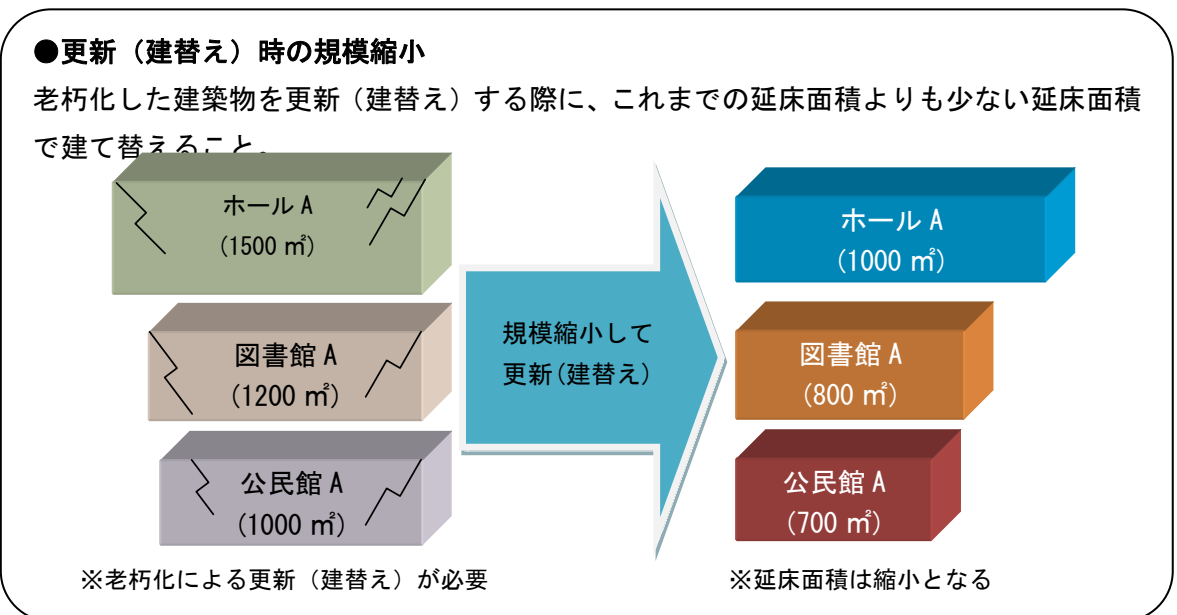 ●更新（建替え）時の規模縮小
老朽化した建築物を更新（建替え）する際に、これまでの延床面積よりも少ない延床面積
で建て替えること。
ホール A
(1500 ㎡)
図書館 A
(1200 ㎡)
公民館 A
(1000 ㎡)
※老朽化による更新（建替え）が必要
規模縮小して
更新(建替え)
ホール A
(1000 ㎡)
図書館 A
(800 ㎡)
公民館 A
(700 ㎡)
※延床面積は縮小となる